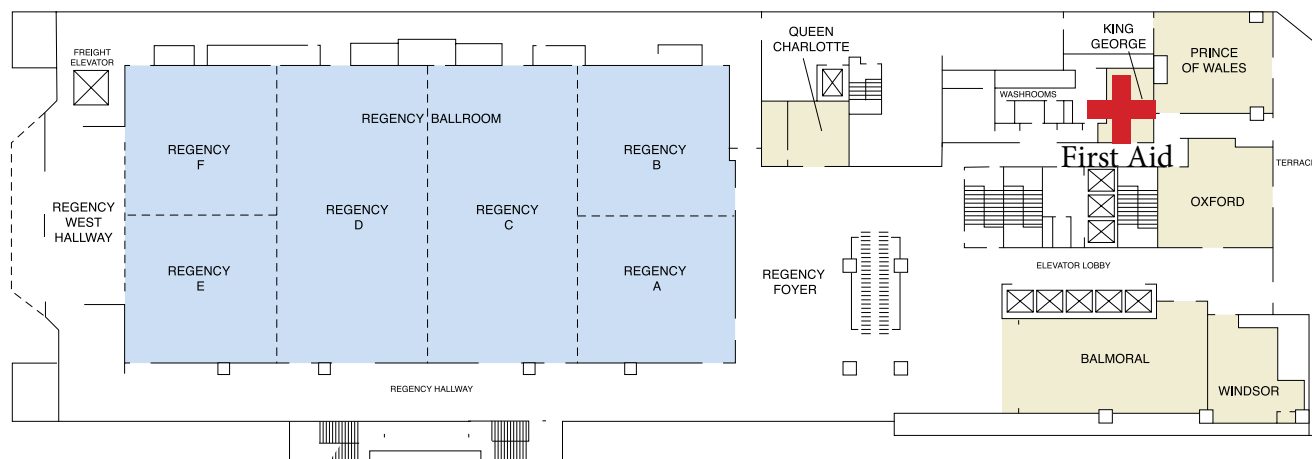 FREIGHT
ELEVATOR
QUEEN
CHARLOTTE
KING
GEORGE
PRINCE
OF WALES
WASHROOMS
REGENCY BALLROOM
REGENCY
F
REGENCY
B
First Aid
TERRACE
REGENCY
WEST
HALLWAY
REGENCY
D
REGENCY
C
OXFORD
REGENCY
E
REGENCY
A
REGENCY
FOYER
ELEVATOR LOBBY
BALMORAL
WINDSOR
REGENCY HALLWAY